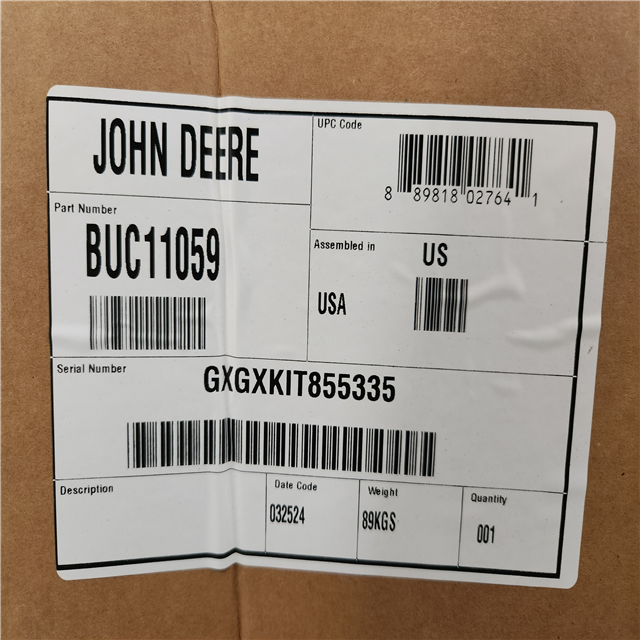 JOHN DEERE
UPC Code
8 89818 02764 1
Part Number
BUC11059
Assembled in
US
USA
Serial Number
GXGXKIT855335
Description
Date Code
032524
Weight
89KGS
Quantity
001